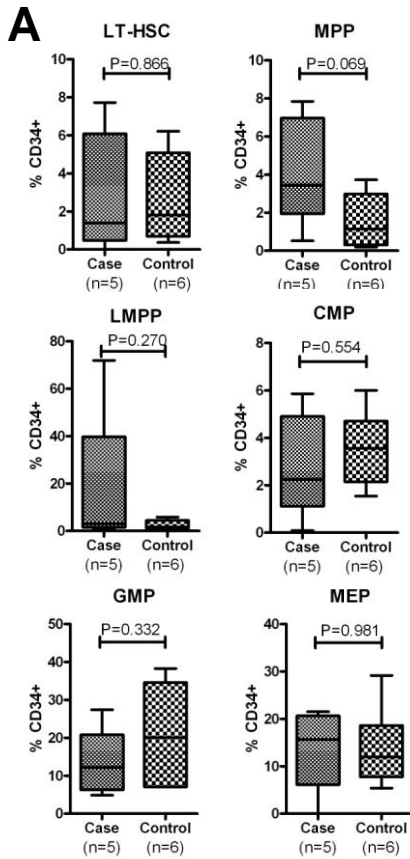 A
LT-HSC
P=0.866
% CD34+
10
8
6
4
2
0
Case
Control
(n=5)
(n=6)
MPP
P=0.069
% CD34+
10
8
6
4
2
0
Case
Control
(n=5)
(n=6)
LMPP
P=0.270
% CD34+
80
60
40
20
0
Case
Control
(n=5)
(n=6)
CMP
P=0.554
% CD34+
8
6
4
2
0
Case
Control
(n=5)
(n=6)
GMP
P=0.332
% CD34+
50
40
30
20
10
0
Case
Control
(n=5)
(n=6)
MEP
P=0.981
% CD34+
40
30
20
10
0
Case
Control
(n=5)
(n=6)